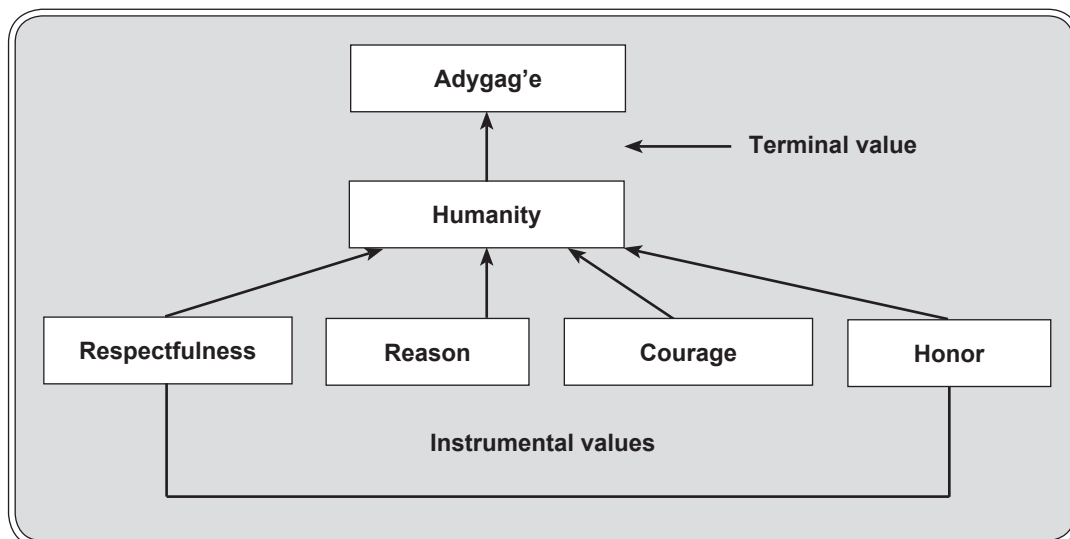 Adygag’e
Terminal value
Humanity
Respectfulness
Reason
Courage
Honor
Instrumental values